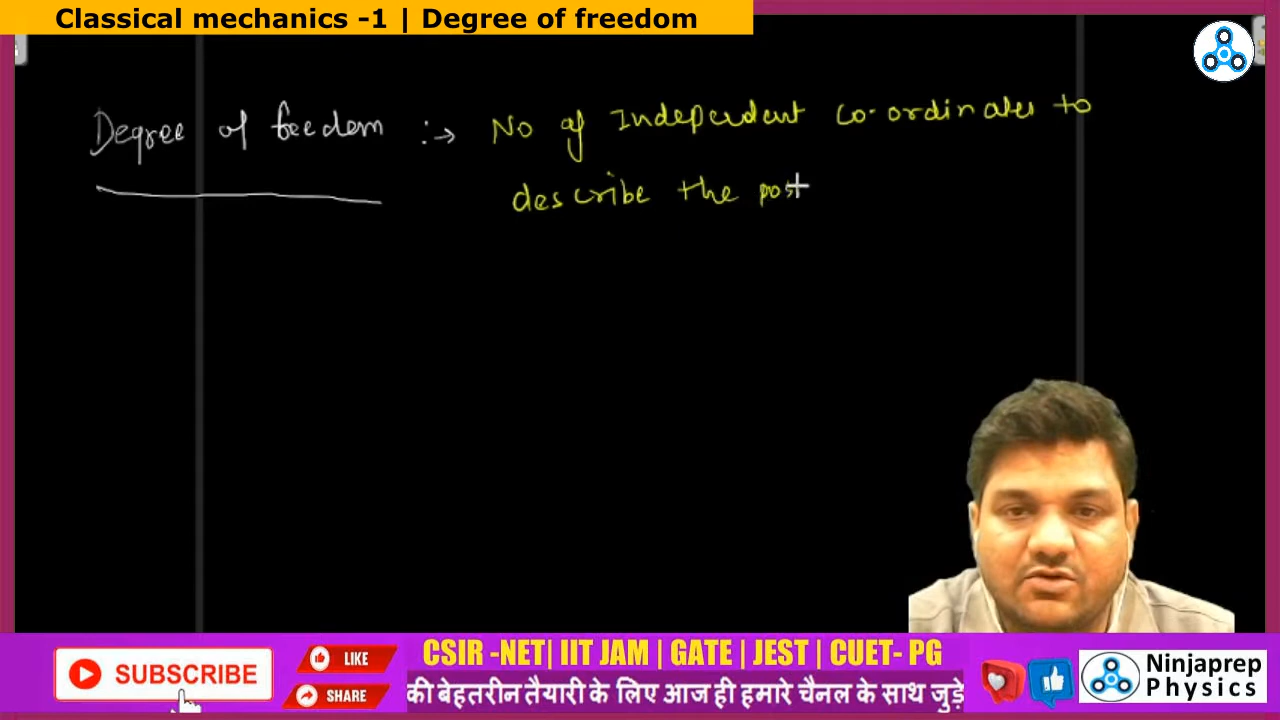 Classical mechanics -1 | Degree of freedom
Degree of feedom :→ No of Independent co-ordinates to
describe the post
SUBSCRIBE
LIKE
SHARE
CSIR -NET| IIT JAM | GATE | JEST | CUET- PG
की बेहतरीन तैयारी के लिए आज ही हमारे चैनल के साथ जुड़े
Ninjaprep
Physics